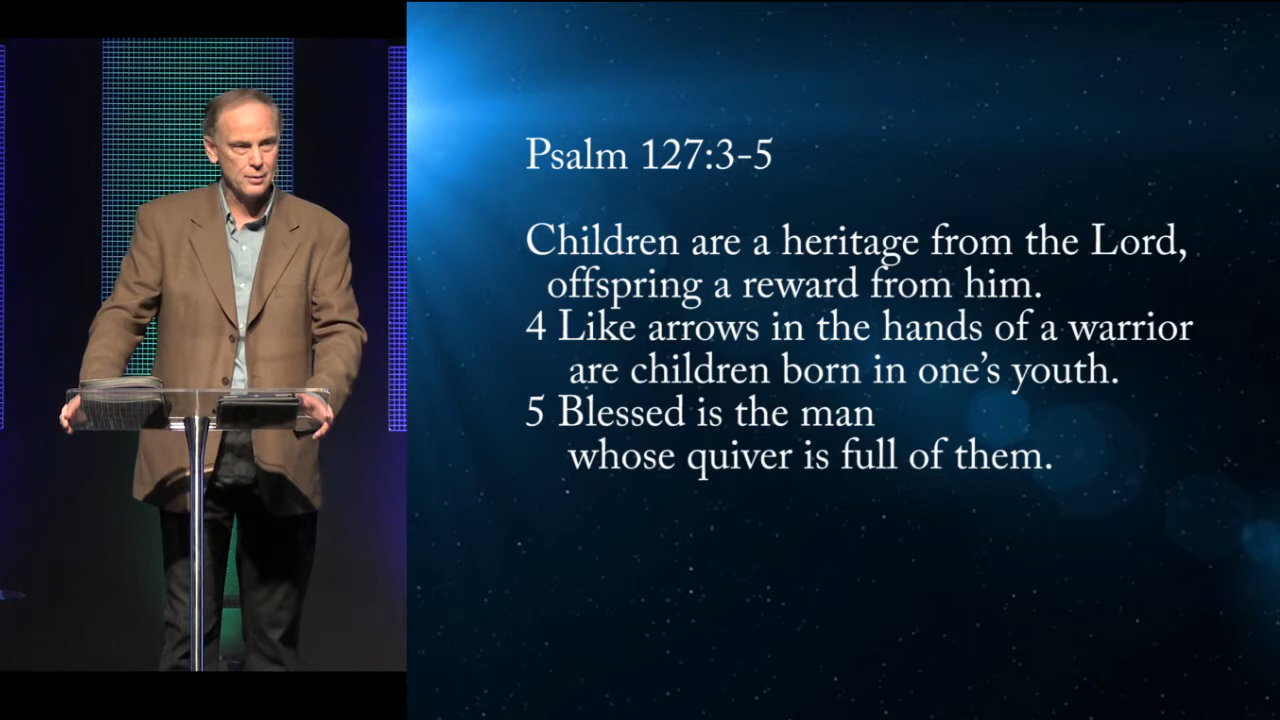 Psalm 127:3-5
Children are a heritage from the Lord,
offspring a reward from him.
4 Like arrows in the hands of a warrior
are children born in one’s youth.
5 Blessed is the man
whose quiver is full of them.